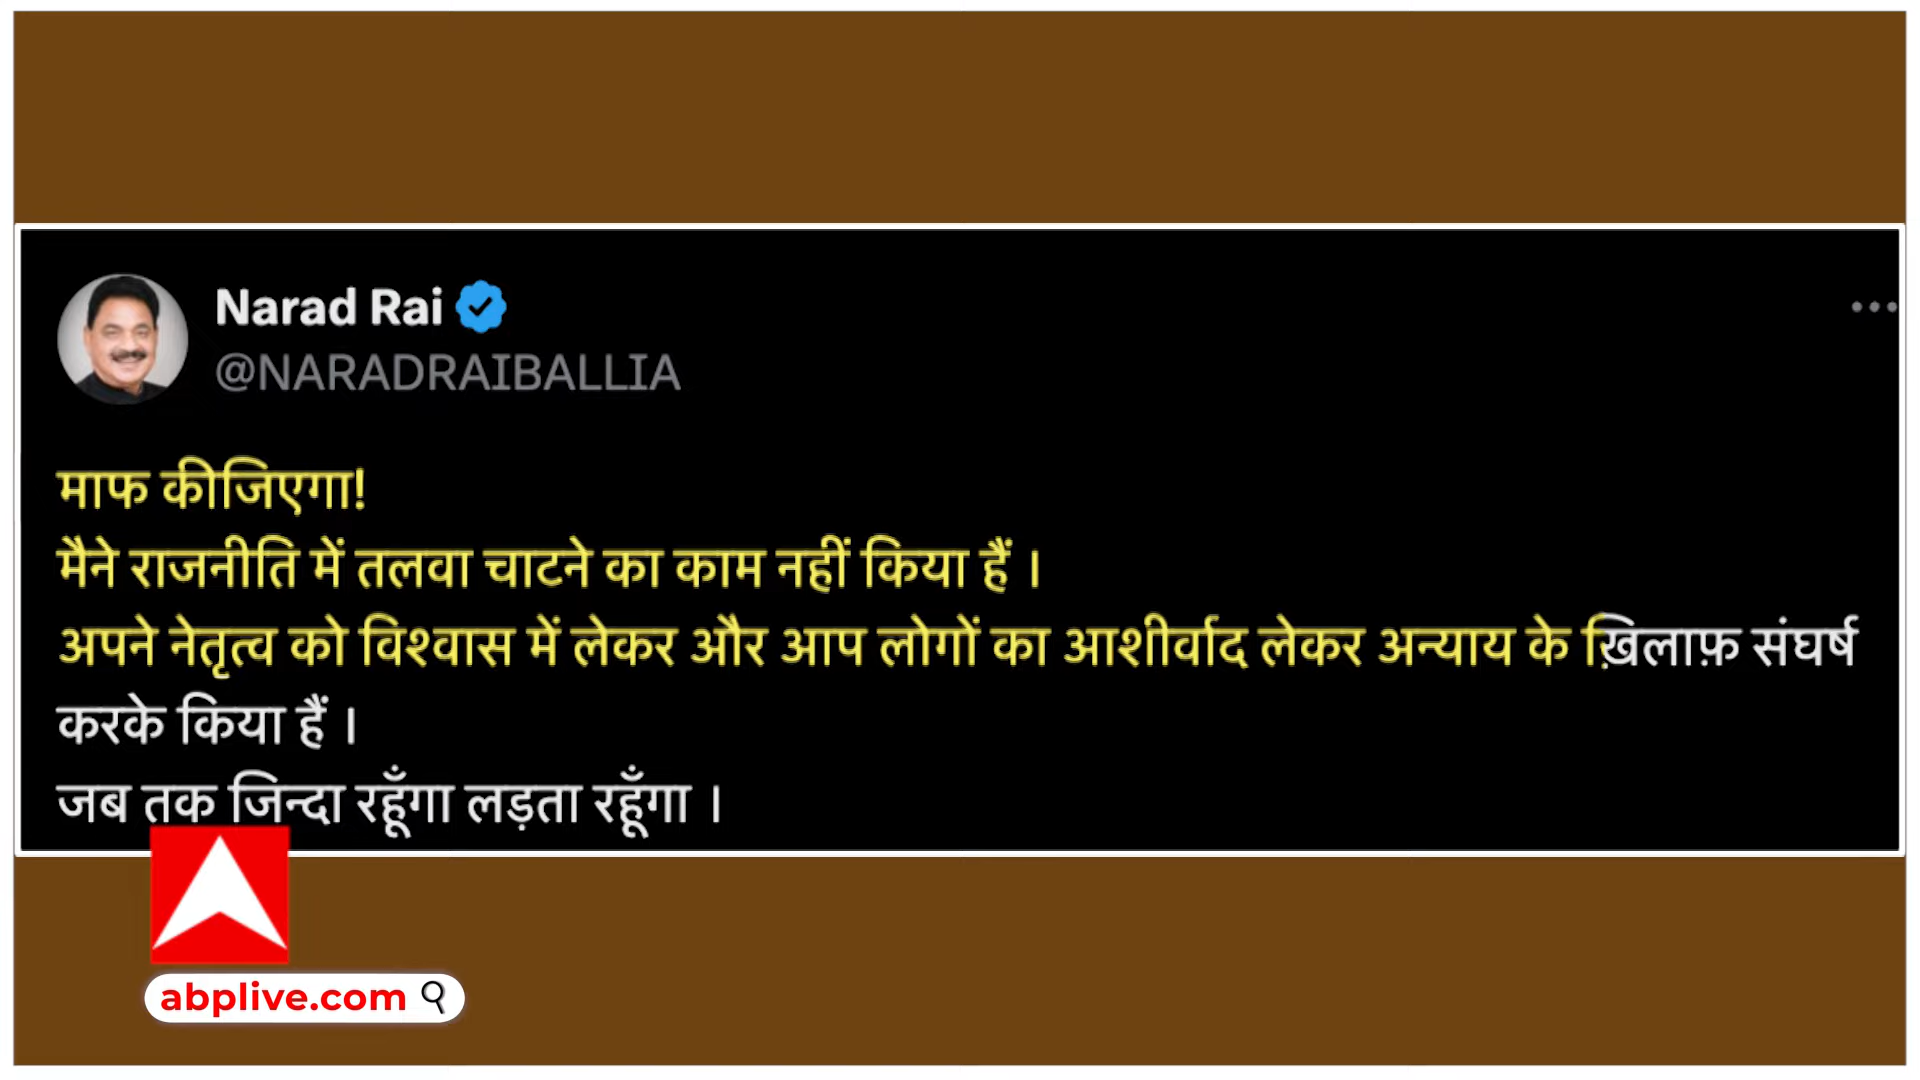 Narad Rai
@NARADRAIBALLIA
माफ कीजिएगा!
मैने राजनीति में तलवा चाटने का काम नहीं किया हैं ।
अपने नेतृत्व को विश्वास में लेकर और आप लोगों का आशीर्वाद लेकर अन्याय के ख़िलाफ़ संघर्ष
करके किया हैं ।
जब तक जिन्दा रहूँगा लड़ता रहूँगा ।
abplive.com